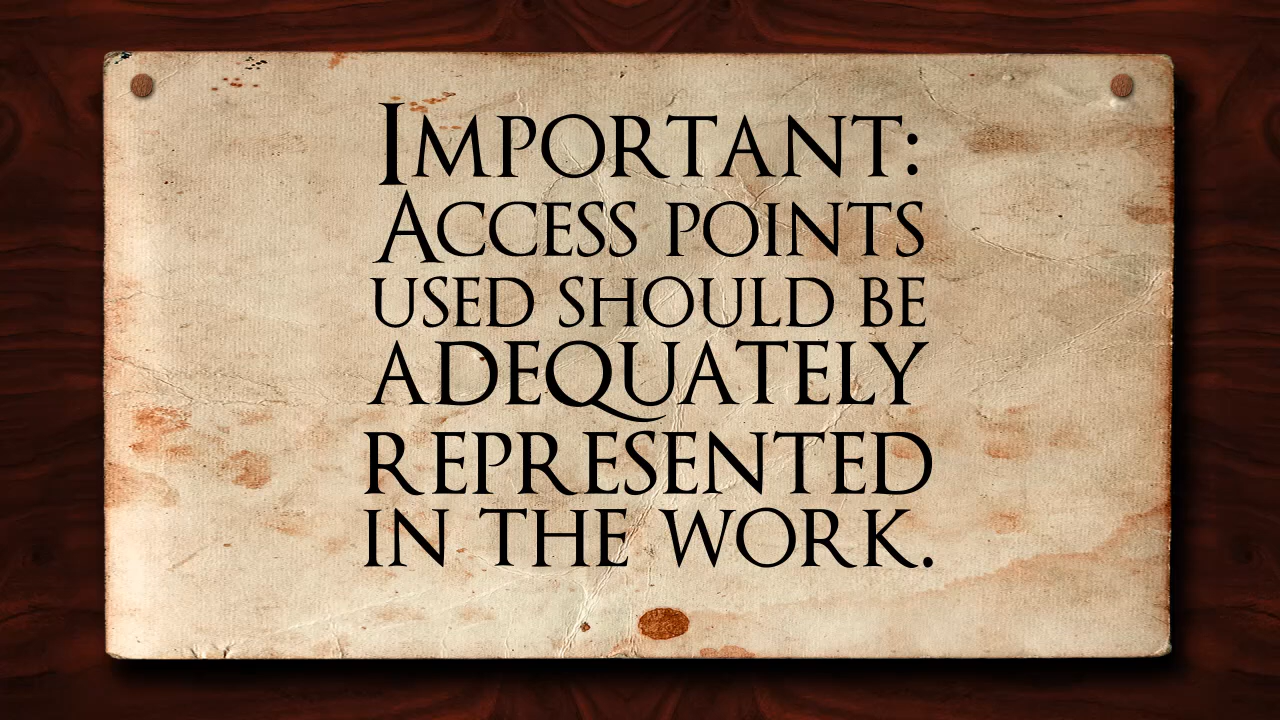 Important:
Access points
used should be
adequately
represented
in the work.